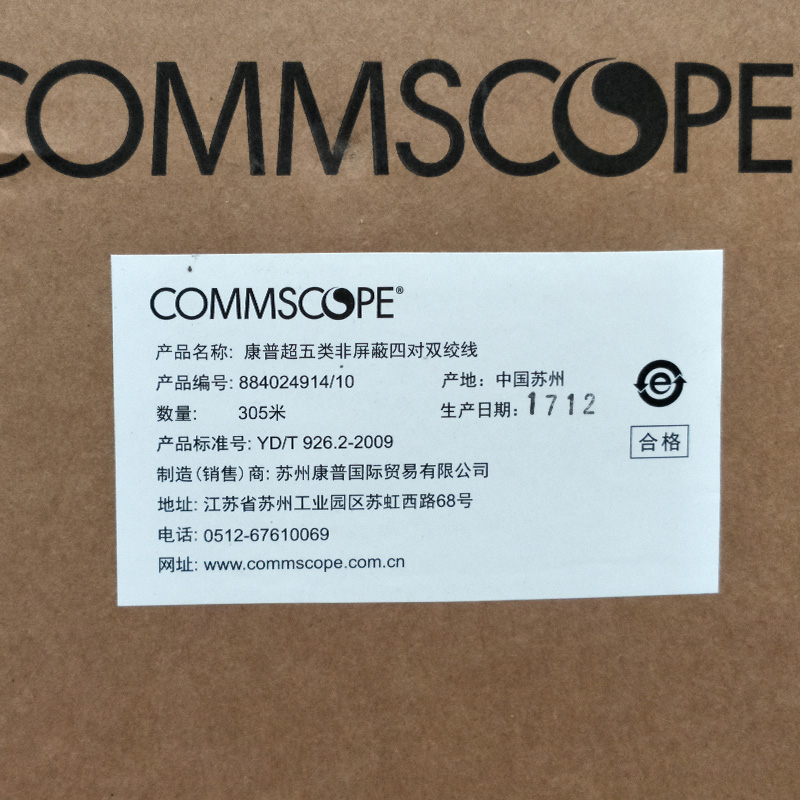 COMMSCOPE
COMMSCOPE®
产品名称: 康普超五类非屏蔽四对双绞线
产品编号: 884024914/10
产地: 中国苏州
数量: 305米
生产日期: 1712
e
产品标准号: YD/T 926.2-2009
合格
制造(销售)商: 苏州康普国际贸易有限公司
地址: 江苏省苏州工业园区苏虹西路68号
电话: 0512-67610069
网址: www.commscope.com.cn